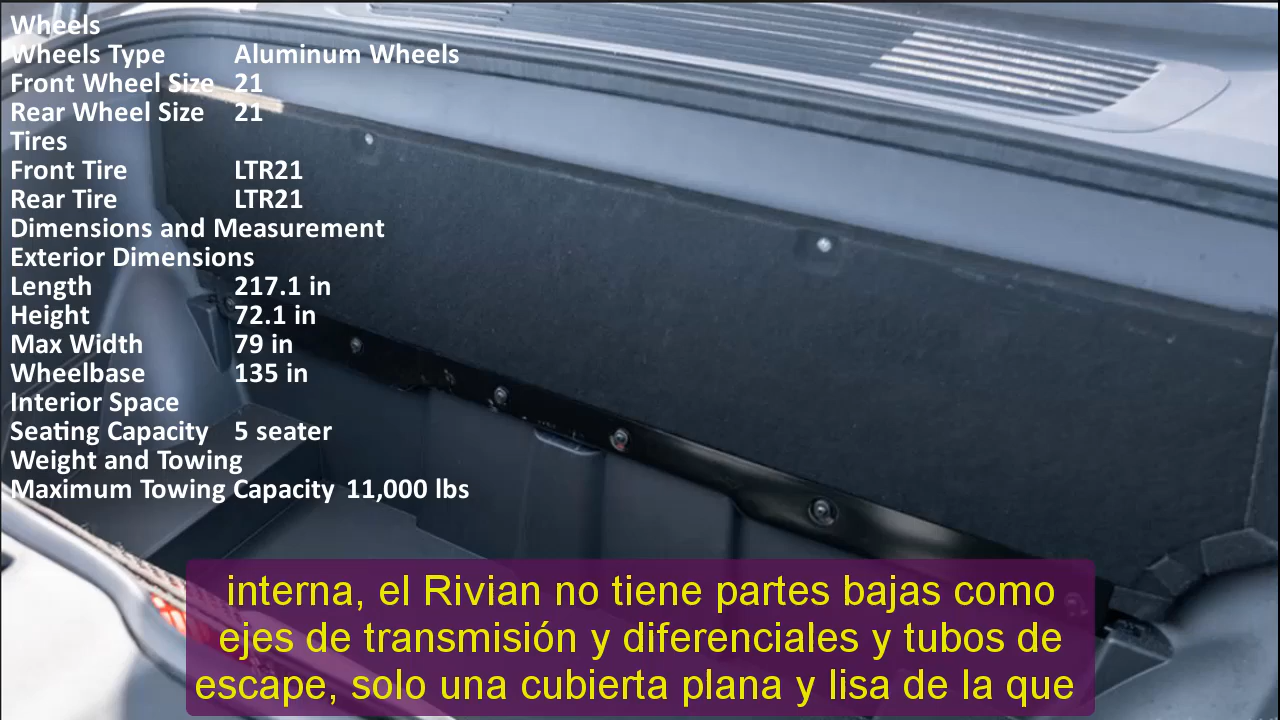 Wheels
Wheels Type Aluminum Wheels
Front Wheel Size 21
Rear Wheel Size 21
Tires
Front Tire LTR21
Rear Tire LTR21
Dimensions and Measurement
Exterior Dimensions
Length 217.1 in
Height 72.1 in
Max Width 79 in
Wheelbase 135 in
Interior Space
Seating Capacity 5 seater
Weight and Towing
Maximum Towing Capacity 11,000 lbs
interna, el Rivian no tiene partes bajas como
ejes de transmisión y diferenciales y tubos de
escape, solo una cubierta plana y lisa de la que